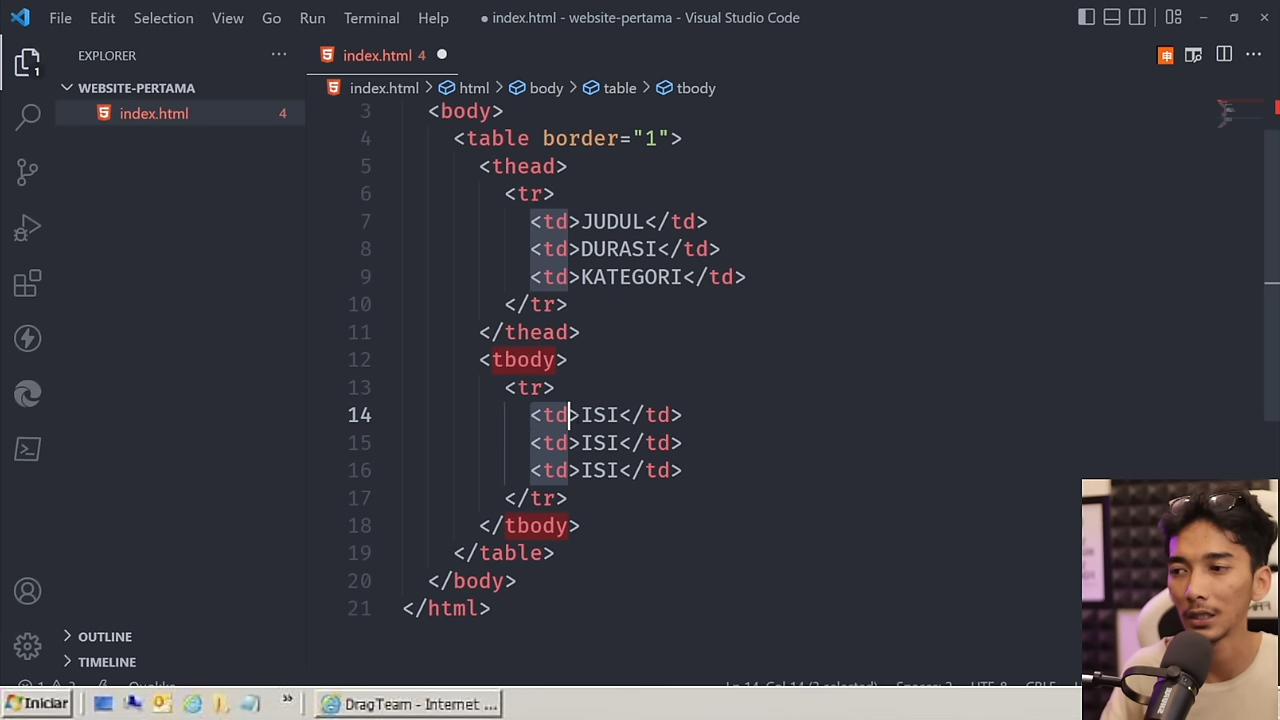 File Edit Selection View Go Run Terminal Help
● index.html - website-pertama - Visual Studio Code
EXPLORER
WEBSITE-PERTAMA
index.html 4
1
index.html 4
index.html > html > body > table > tbody
3 <body>
4 <table border="1">
5 <thead>
6 <tr>
7 <td>JUDUL</td>
8 <td>DURASI</td>
9 <td>KATEGORI</td>
10 </tr>
11 </thead>
12 <tbody>
13 <tr>
14 <td>ISI</td>
15 <td>ISI</td>
16 <td>ISI</td>
17 </tr>
18 </tbody>
19 </table>
20 </body>
21 </html>
OUTLINE
TIMELINE
Iniciar
DragTeam - Internet ...